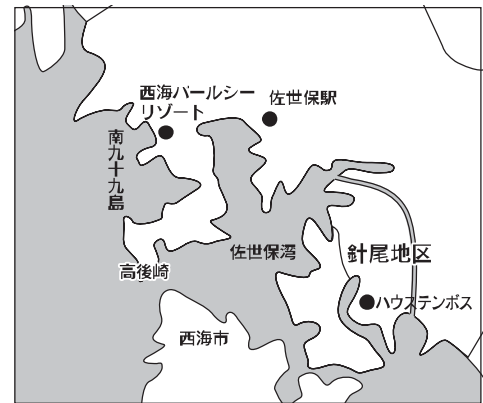 西海パールシー
リゾート
佐世保駅
南九十九島
佐世保湾
針尾地区
高後崎
ハウステンボス
西海市